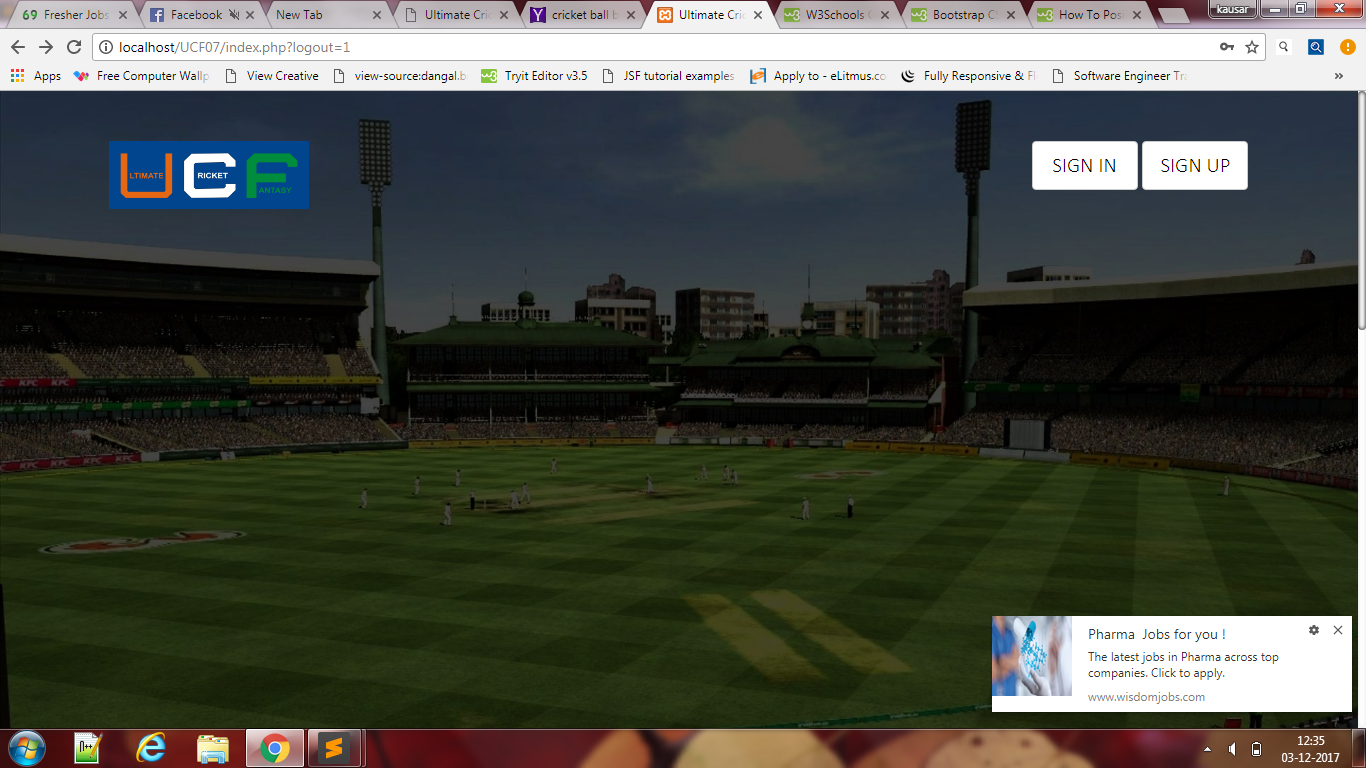 69 Fresher Jobs
Facebook
New Tab
Ultimate Cri
cricket ball b
Ultimate Cri
W3Schools
Bootstrap C
How To Pos
kausar
localhost/UCF07/index.php?logout=1
Apps
Free Computer Wallp
View Creative
view-source:dangal.b
Tryit Editor v3.5
JSF tutorial examples
Apply to - eLitmus.co
Fully Responsive & F
Software Engineer Tr
»
U LTIMATE C RICKET F ANTASY
SIGN IN
SIGN UP
KFC KFC
KFC KFC
Pharma Jobs for you !
The latest jobs in Pharma across top
companies. Click to apply.
www.wisdomjobs.com
12:35
03-12-2017